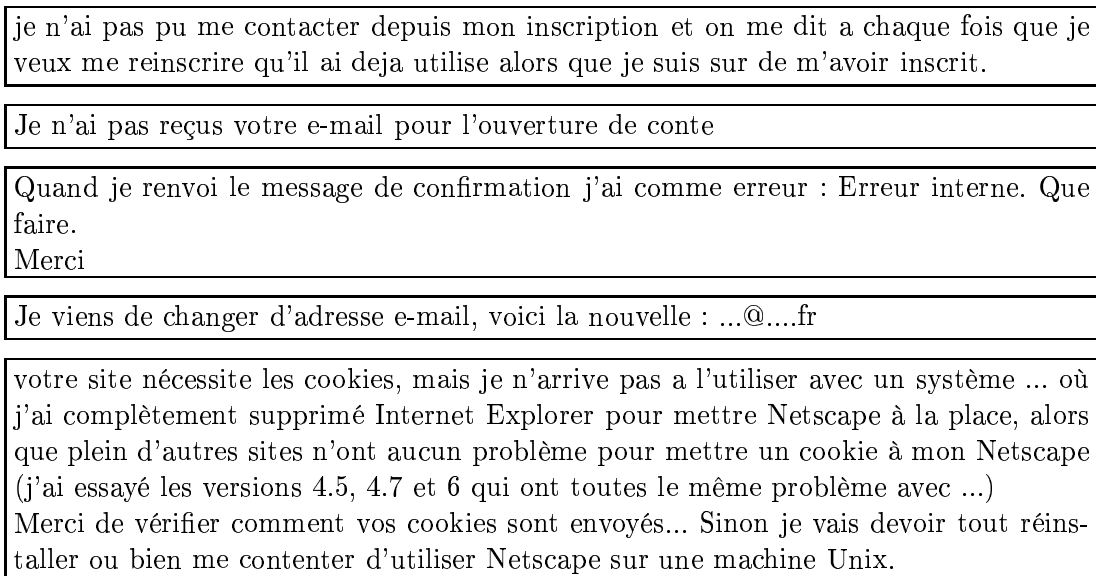 je n'ai pas pu me contacter depuis mon inscription et on me dit a chaque fois que je
veux me reinscrire qu'il ai deja utilise alors que je suis sur de m'avoir inscrit.
Je n'ai pas reçus votre e-mail pour l'ouverture de conte
Quand je renvoi le message de confirmation j'ai comme erreur : Erreur interne. Que
faire.
Merci
Je viens de changer d'adresse e-mail, voici la nouvelle : ...@....fr
votre site nécessite les cookies, mais je n'arrive pas a l'utiliser avec un système ... où
j'ai complètement supprimé Internet Explorer pour mettre Netscape à la place, alors
que plein d'autres sites n'ont aucun problème pour mettre un cookie à mon Netscape
(j'ai essayé les versions 4.5, 4.7 et 6 qui ont toutes le même problème avec ...)
Merci de vérifier comment vos cookies sont envoyés... Sinon je vais devoir tout réins-
taller ou bien me contenter d'utiliser Netscape sur une machine Unix.